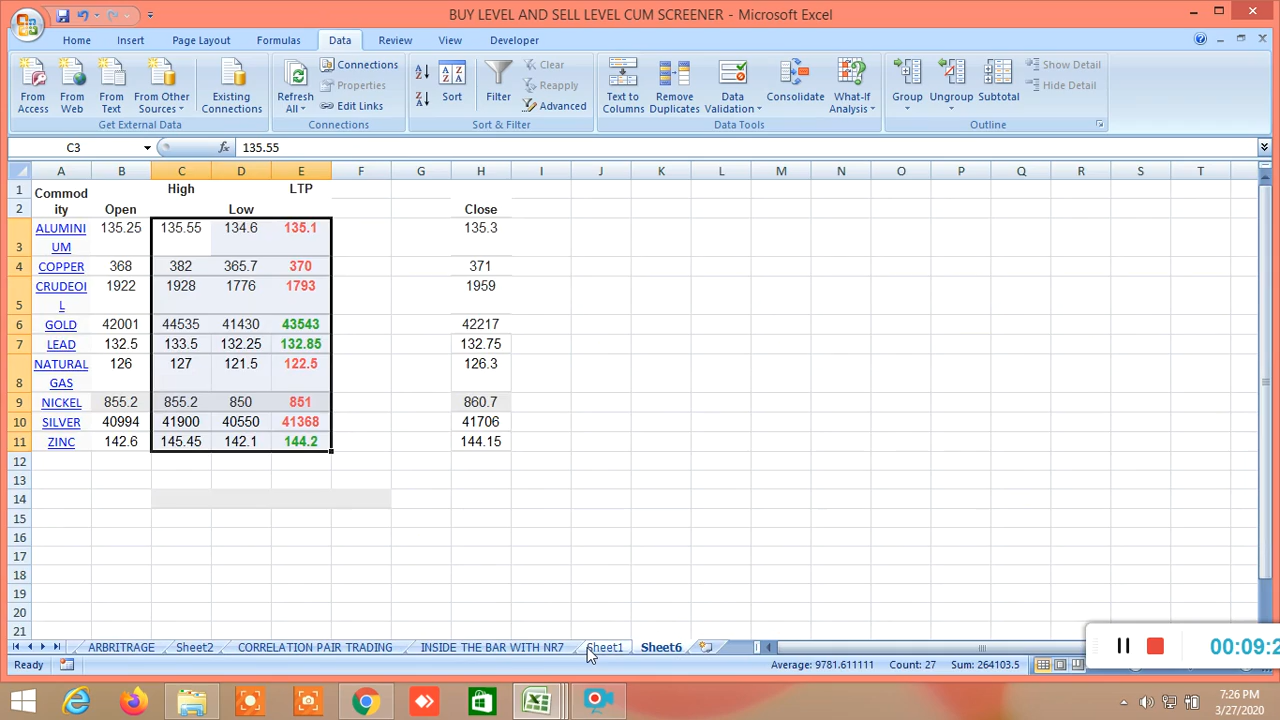 BUY LEVEL AND SELL LEVEL CUM SCREENER - Microsoft Excel
Home Insert Page Layout Formulas Data Review View Developer
From Access
From Web
From Text
From Other Sources
Existing Connections
Get External Data
Refresh All
Connections
Properties
Edit Links
Connections
Sort
Filter
Clear
Reapply
Advanced
Sort & Filter
Text to Columns
Remove Duplicates
Data Validation
Consolidate
What-If Analysis
Data Tools
Group
Ungroup
Subtotal
Show Detail
Hide Detail
Outline
C3 fx 135.55
A B C D E F G H I J K L M N O P Q R S T
1 Commod High LTP
2 ity Open Low Close
ALUMINI 135.25 135.55 134.6 135.1 135.3
3 UM
4 COPPER 368 382 365.7 370 371
CRUDEOI 1922 1928 1776 1793 1959
5 L
6 GOLD 42001 44535 41430 43543 42217
7 LEAD 132.5 133.5 132.25 132.85 132.75
NATURAL 126 127 121.5 122.5 126.3
8 GAS
9 NICKEL 855.2 855.2 850 851 860.7
10 SILVER 40994 41900 40550 41368 41706
11 ZINC 142.6 145.45 142.1 144.2 144.15
12
13
14
15
16
17
18
19
20
21
ARBRITRAGE Sheet2 CORRELATION PAIR TRADING INSIDE THE BAR WITH NR7 Sheet1 Sheet6
00:09:2
Ready Average: 9781.611111 Count: 27 Sum: 264103.5
7:26 PM
3/27/2020